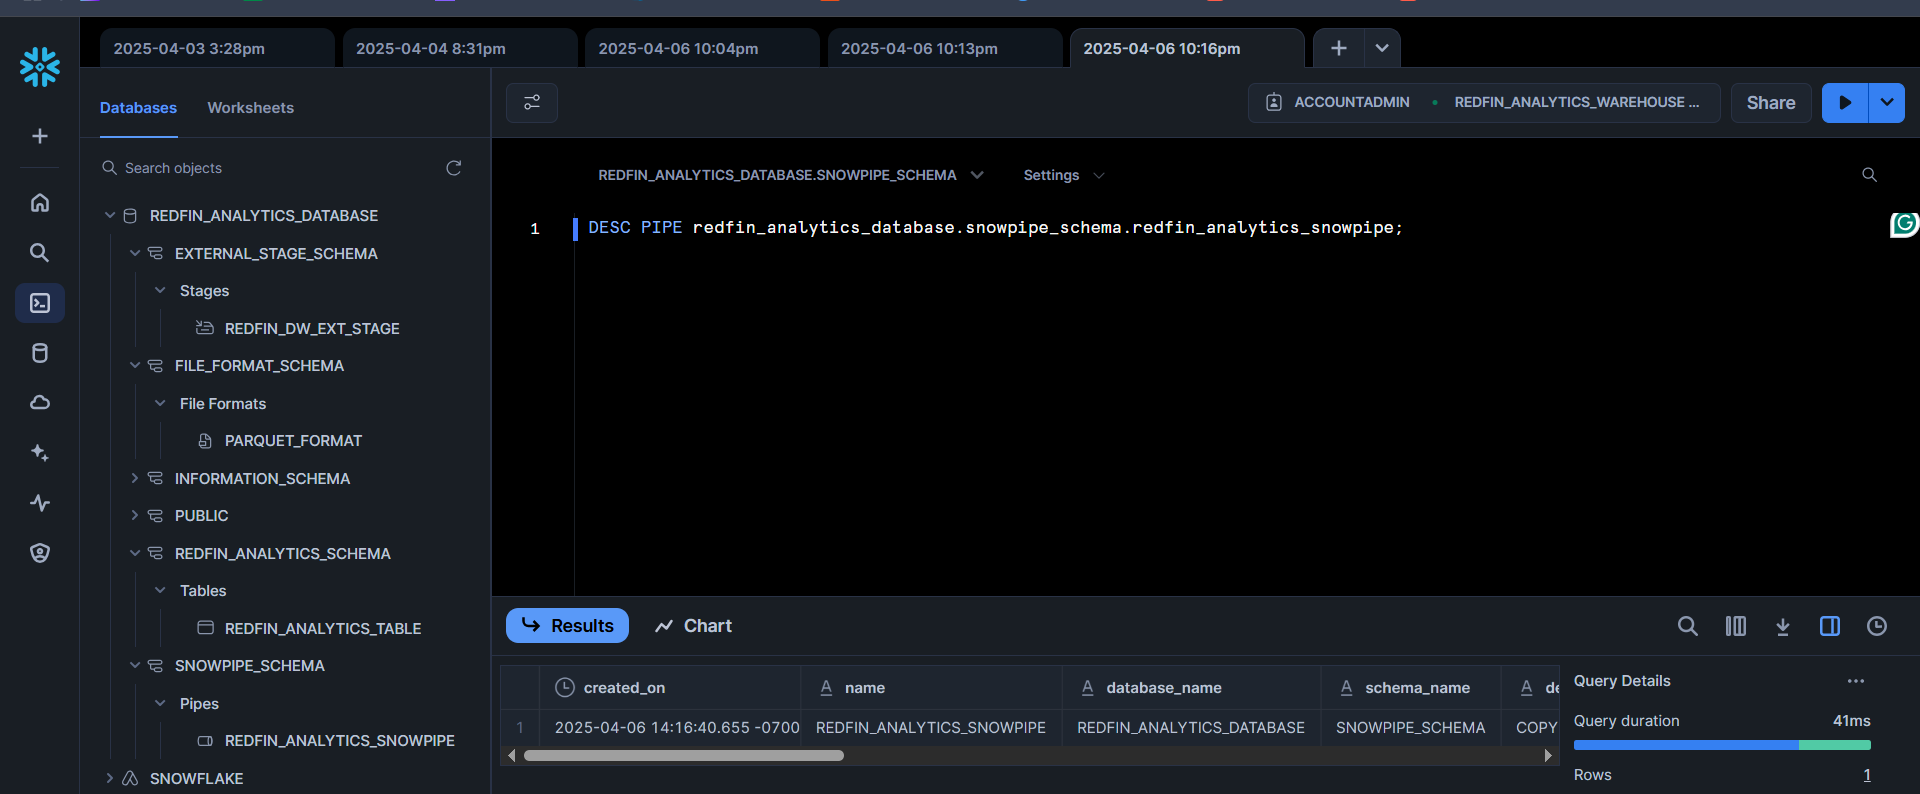 2025-04-03 3:28pm
2025-04-04 8:31pm
2025-04-06 10:04pm
2025-04-06 10:13pm
2025-04-06 10:16pm
Databases
Worksheets
ACCOUNTADMIN
REDFIN_ANALYTICS_WAREHOUSE ...
Share
Search objects
REDFIN_ANALYTICS_DATABASE
EXTERNAL_STAGE_SCHEMA
Stages
REDFIN_DW_EXT_STAGE
FILE_FORMAT_SCHEMA
File Formats
PARQUET_FORMAT
INFORMATION_SCHEMA
PUBLIC
REDFIN_ANALYTICS_SCHEMA
Tables
REDFIN_ANALYTICS_TABLE
SNOWPIPE_SCHEMA
Pipes
REDFIN_ANALYTICS_SNOWPIPE
SNOWFLAKE
REDFIN_ANALYTICS_DATABASE.SNOWPIPE_SCHEMA
Settings
1 DESC PIPE redfin_analytics_database.snowpipe_schema.redfin_analytics_snowpipe;
Results
Chart
created_on name database_name schema_name de
1 2025-04-06 14:16:40.655 -0700 REDFIN_ANALYTICS_SNOWPIPE REDFIN_ANALYTICS_DATABASE SNOWPIPE_SCHEMA COPY
Query Details
Query duration 41ms
Rows 1